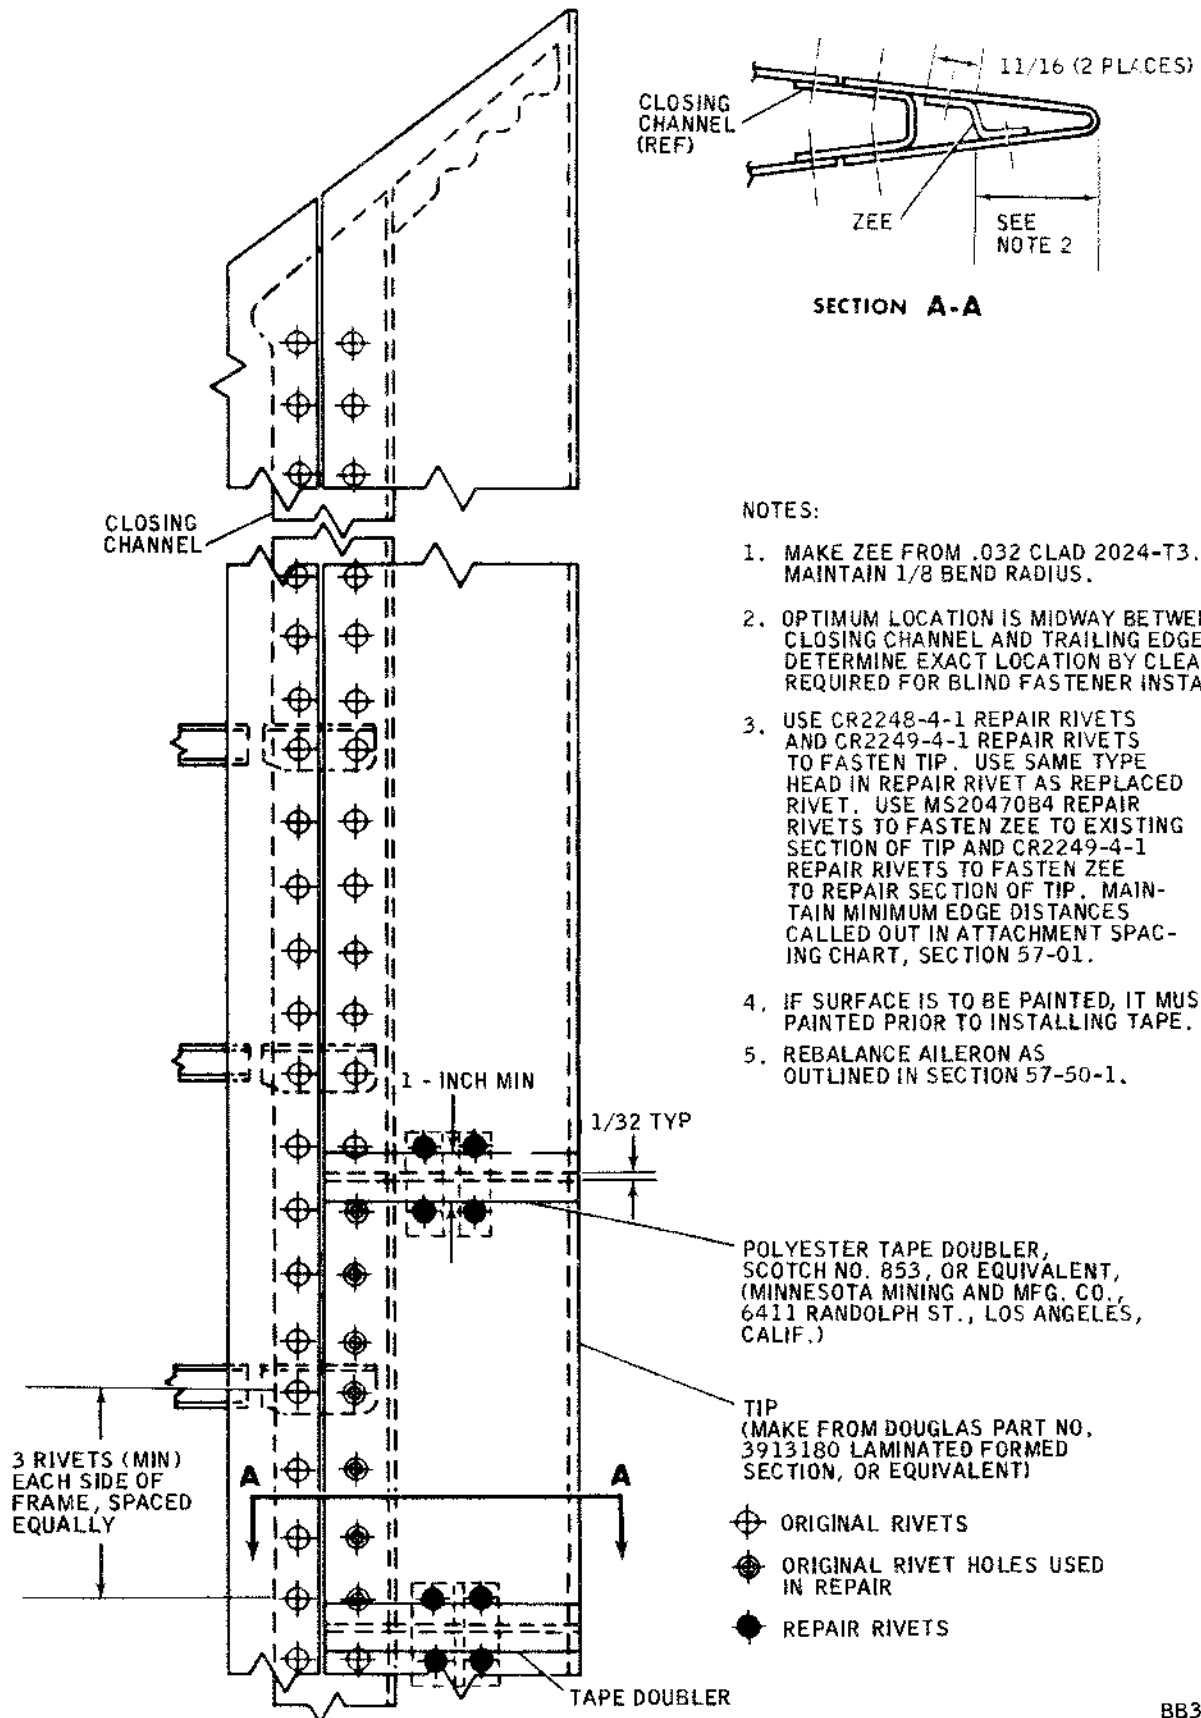 11/16 (2 PLACES)
CLOSING
CHANNEL
(REF)
ZEE
SEE
NOTE 2
SECTION A-A
CLOSING
CHANNEL
NOTES:
1. MAKE ZEE FROM .032 CLAD 2024-T3.
MAINTAIN 1/8 BEND RADIUS.
2. OPTIMUM LOCATION IS MIDWAY
CLOSING CHANNEL AND TRAILING EDGE
DETERMINE EXACT LOCATION BY
REQUIRED FOR BLIND FASTENER
3. USE CR2248-4-1 REPAIR RIVETS
AND CR2249-4-1 REPAIR RIVETS
TO FASTEN TIP. USE SAME TYPE
HEAD IN REPAIR RIVET AS REPLACED
RIVET. USE MS20470B4 REPAIR
RIVETS TO FASTEN ZEE TO EXISTING
SECTION OF TIP AND CR2249-4-1
REPAIR RIVETS TO FASTEN ZEE
TO REPAIR SECTION OF TIP. MAIN-
TAIN MINIMUM EDGE DISTANCES
CALLED OUT IN ATTACHMENT SPAC-
ING CHART, SECTION 57-01.
4. IF SURFACE IS TO BE PAINTED, IT
PAINTED PRIOR TO INSTALLING TAPE.
5. REBALANCE AILERON AS
OUTLINED IN SECTION 57-50-1.
1 - INCH MIN
1/32 TYP
POLYESTER TAPE DOUBLER,
SCOTCH NO. 853, OR EQUIVALENT,
(MINNESOTA MINING AND MFG. CO.,
6411 RANDOLPH ST., LOS ANGELES,
CALIF.)
TIP
(MAKE FROM DOUGLAS PART NO.
3913180 LAMINATED FORMED
SECTION, OR EQUIVALENT)
3 RIVETS (MIN)
EACH SIDE OF
FRAME, SPACED
EQUALLY
A A
ORIGINAL RIVETS
ORIGINAL RIVET HOLES USED
IN REPAIR
REPAIR RIVETS
TAPE DOUBLER